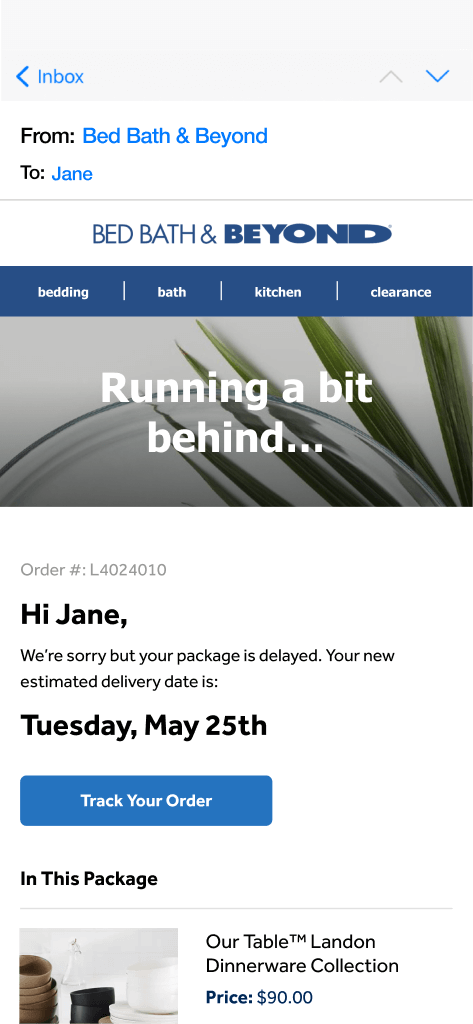 Inbox
From: Bed Bath & Beyond
To: Jane
BED BATH & BEYOND
bedding | bath | kitchen | clearance
Running a bit
behind...
Order #: L4024010
Hi Jane,
We're sorry but your package is delayed. Your new
estimated delivery date is:
Tuesday, May 25th
Track Your Order
In This Package
Our Table™ Landon
Dinnerware Collection
Price: $90.00